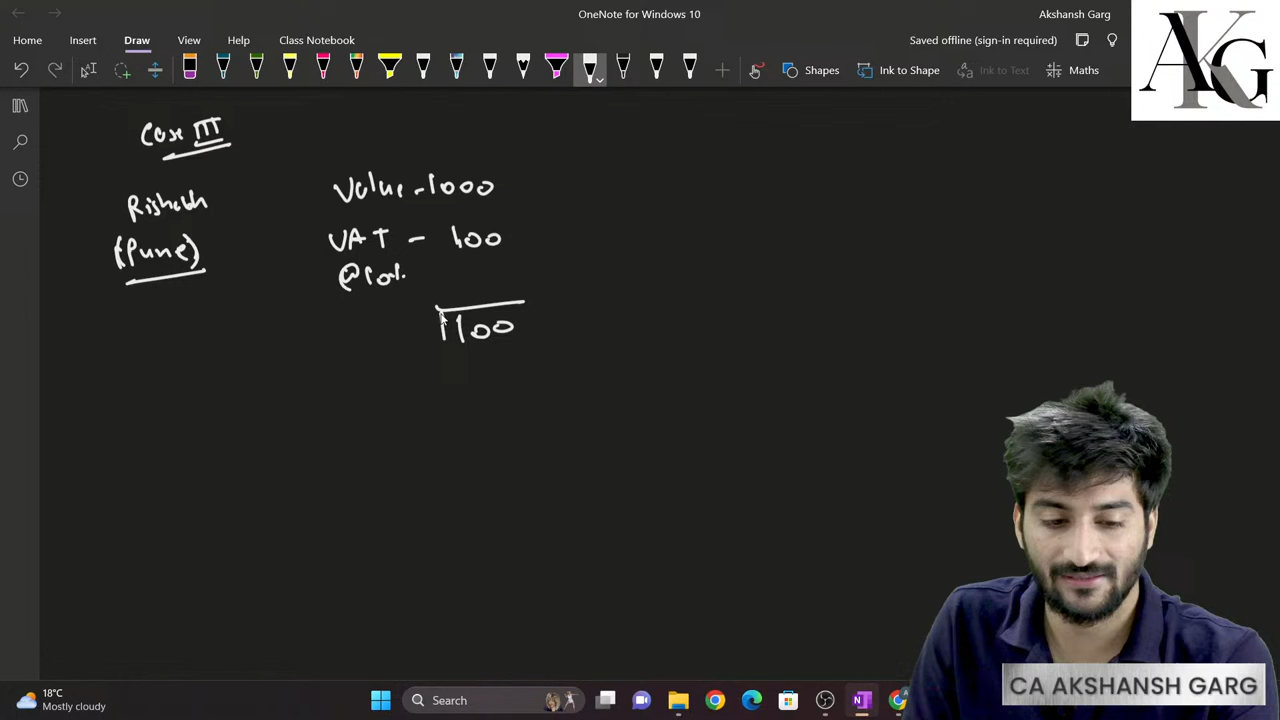 OneNote for Windows 10
Akshansh Garg
Home Insert Draw View Help Class Notebook
Saved offline (sign-in required)
Shapes Ink to Shape Ink to Text Maths
AKG
Case III
Rishabh
(Pune)
Value - 1000
VAT - 100
@10%
1100
CA AKSHANSH GARG
18°C
Mostly cloudy
Search